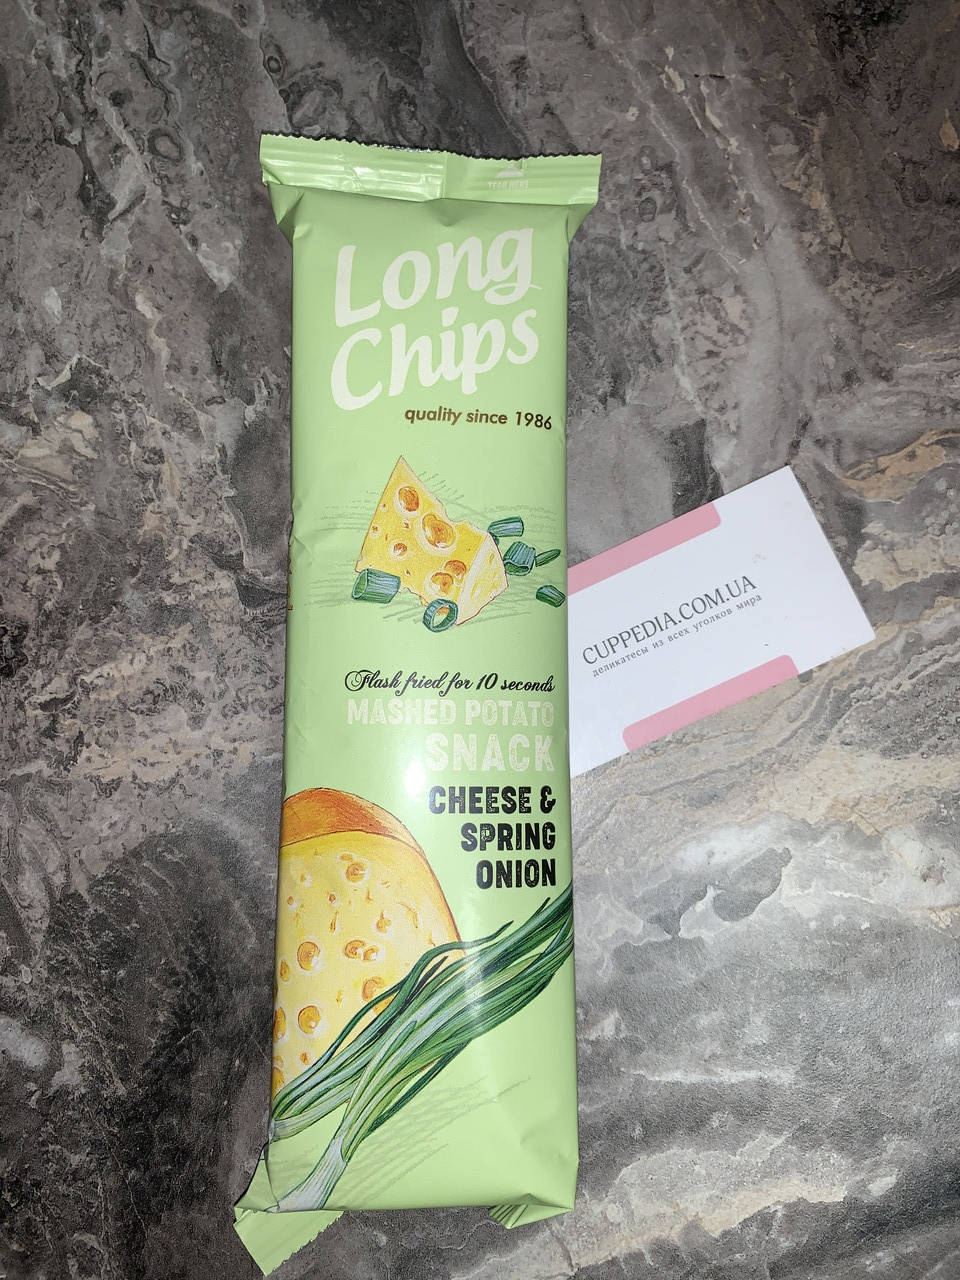 TEAR HERE
Long
Chips
quality since 1986
Flash fried for 10 seconds
MASHED POTATO
SNACK
CHEESE &
SPRING
ONION
CUPPEDIA.COM.UA
деликатесы из всех уголков мира